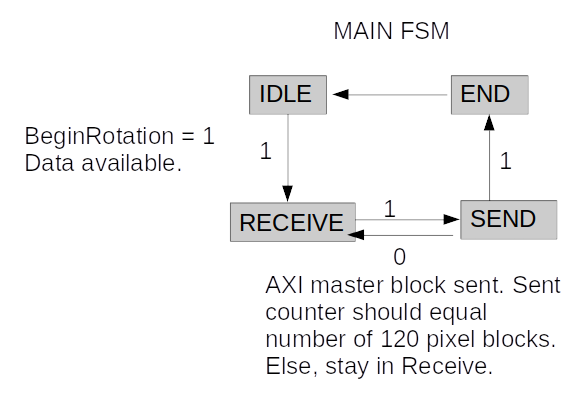 MAIN FSM
IDLE
END
BeginRotation = 1
Data available.
1
1
RECEIVE
1
SEND
0
AXI master block sent. Sent
counter should equal
number of 120 pixel blocks.
Else, stay in Receive.